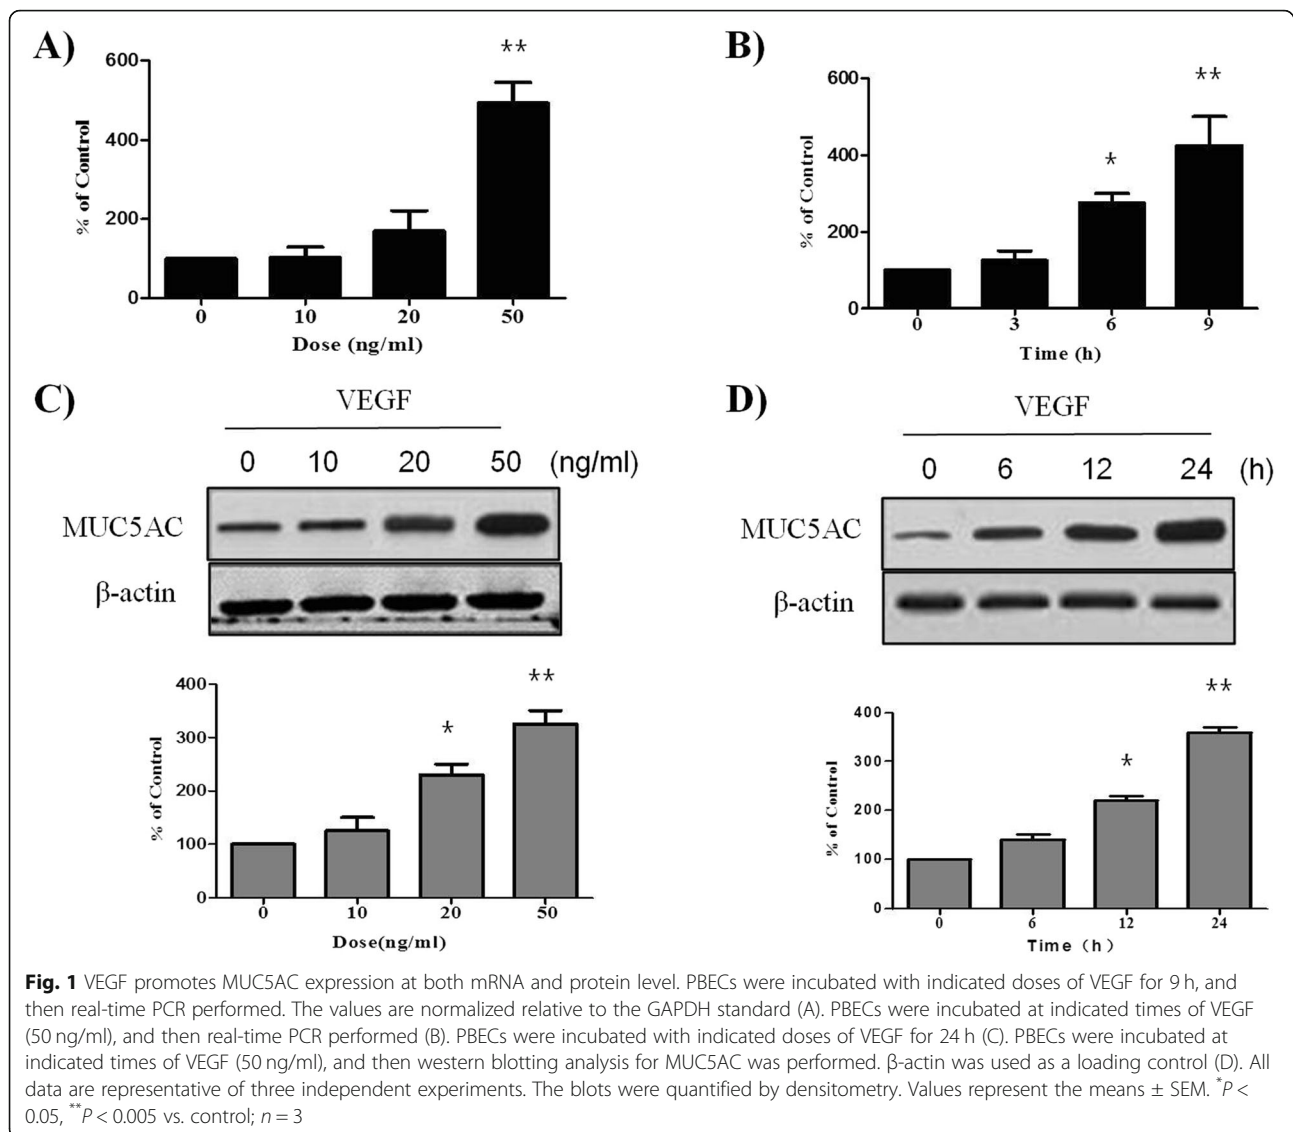 A)
600
400
200
0
% of Control
**
0 10 20 50
Dose (ng/ml)
B)
600
400
200
0
% of Control
*
**
0 3 6 9
Time (h)
C)
VEGF
0 10 20 50 (ng/ml)
MUC5AC
β-actin
400
300
200
100
0
% of Control
*
**
0 10 20 50
Dose(ng/ml)
D)
VEGF
0 6 12 24 (h)
MUC5AC
β-actin
400
300
200
100
0
% of Control
*
**
0 6 12 24
Time (h)
Fig. 1 VEGF promotes MUC5AC expression at both mRNA and protein level. PBECs were incubated with indicated doses of VEGF for 9 h, and
then real-time PCR performed. The values are normalized relative to the GAPDH standard (A). PBECs were incubated at indicated times of VEGF
(50 ng/ml), and then real-time PCR performed (B). PBECs were incubated with indicated doses of VEGF for 24 h (C). PBECs were incubated at
indicated times of VEGF (50 ng/ml), and then western blotting analysis for MUC5AC was performed. β-actin was used as a loading control (D). All
data are representative of three independent experiments. The blots were quantified by densitometry. Values represent the means ± SEM. *P <
0.05, **P < 0.005 vs. control; n = 3